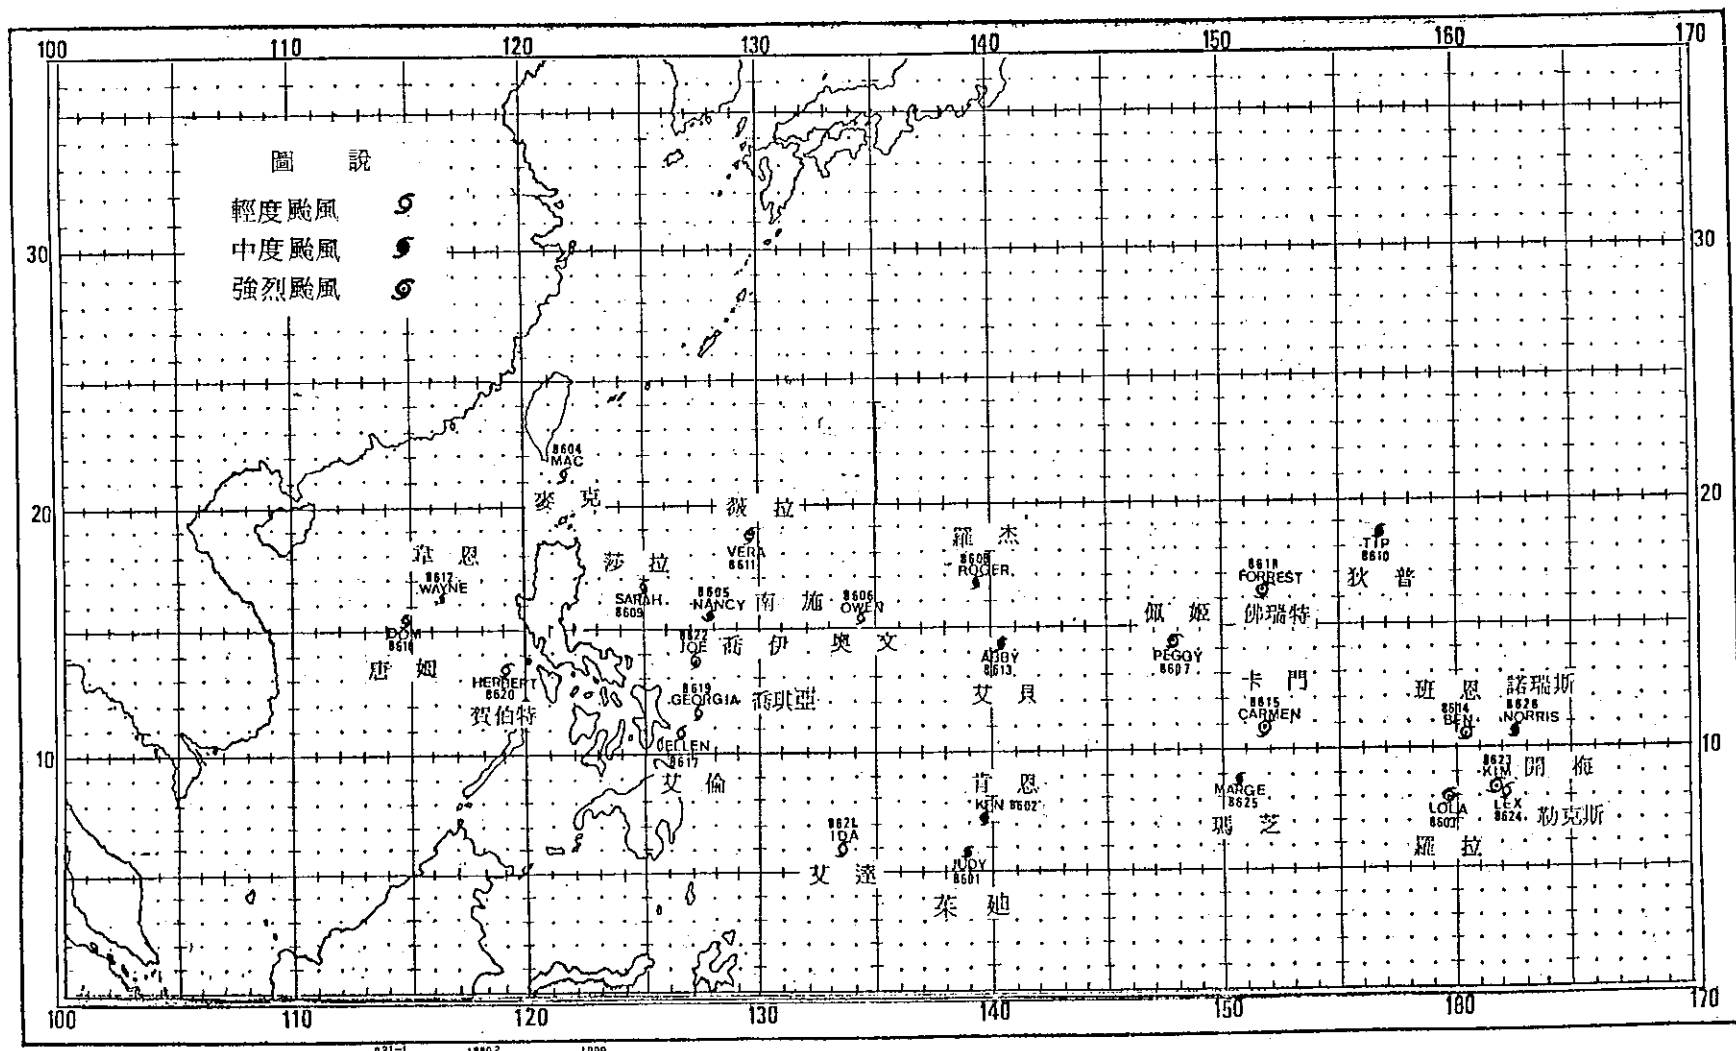 100 110 120 130 140 150 160 170
圖 說
輕度颱風
中度颱風
強烈颱風
30 30
20 20
10 10
8604
MAC
麥 克
薇 拉
VERA
8611
韋 恩
8612
WAYNE
DOM
唐 姆
莎 拉
SARAH
8609
8605
NANCY
南 施
8606
OWEN
奧 文
羅 杰
ROGER
TIP
8610
狄 普
FORREST
佛瑞特
佩 姬
PEGGY
8607
8622
JOE
喬 伊
ABBY
8613
艾 貝
HERBERT
8620
賀伯特
8619
GEORGIA
喬琪亞
ELLEN
8617
艾 倫
卡 門
8615
CARMEN
班 恩
8614
BEN
諾瑞斯
8626
NORRIS
8623
KIM
開 梅
LEX
8624
勒克斯
LOLA
8603
羅 拉
MARGE
8625
瑪 芝
肯 恩
KEN 8602
8621
IDA
艾 達
JUDY
8601
茱 廸
100 110 120 130 140 150 160 170